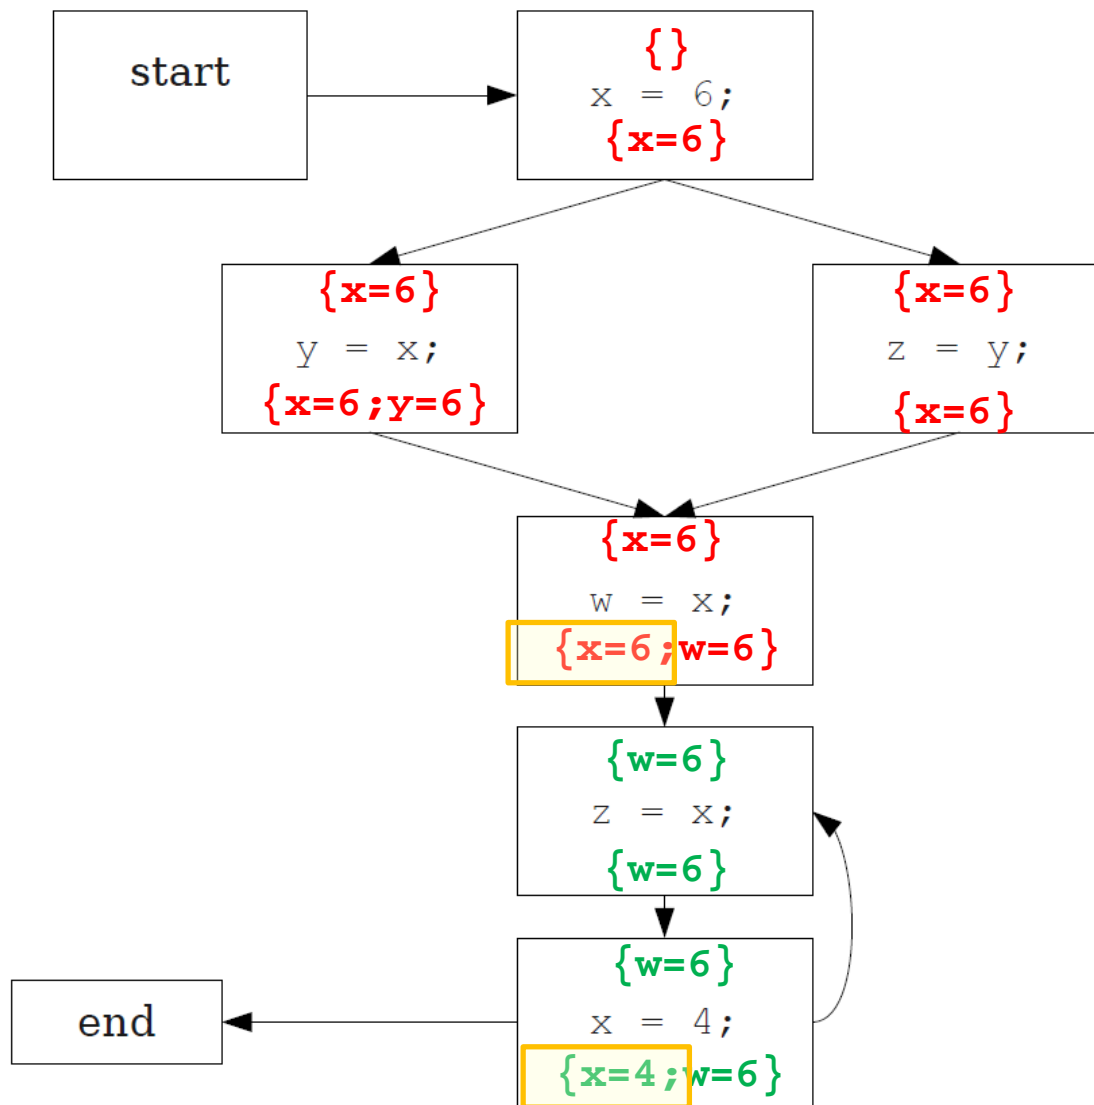 start
{}
x = 6;
{x=6}
{x=6}
y = x;
{x=6;y=6}
{x=6}
z = y;
{x=6}
{x=6}
w = x;
{x=6;w=6}
{w=6}
z = x;
{w=6}
{w=6}
x = 4;
{x=4;w=6}
end